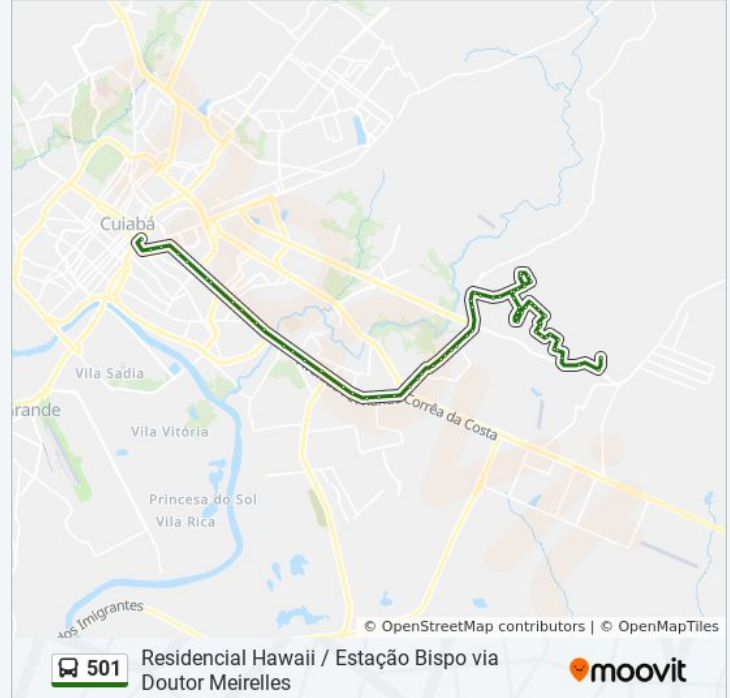 Cuiabá
Vila Sadia
rande
Corrêa da Costa
Vila Vitória
Princesa do Sol
Vila Rica
dos Imigrantes
© OpenStreetMap contributors | © OpenMapTiles
501
Residencial Hawaii / Estação Bispo via
Doutor Meirelles
moovit